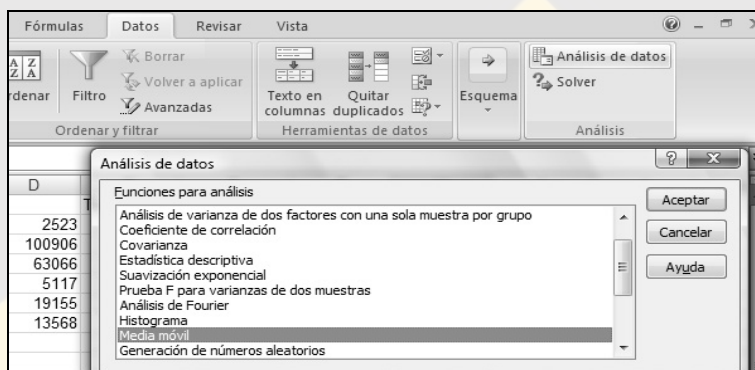 Fórmulas Datos Revisar Vista
Borrar
Volver a aplicar
Avanzadas
Filtro
Texto en columnas
Quitar duplicados
Esquema
Análisis de datos
Solver
Ordenar y filtrar Herramientas de datos Análisis
Análisis de datos
D
Funciones para análisis
Análisis de varianza de dos factores con una sola muestra por grupo
Coeficiente de correlación
Covarianza
Estadística descriptiva
Suavización exponencial
Prueba F para varianzas de dos muestras
Análisis de Fourier
Histograma
Media móvil
Generación de números aleatorios
Aceptar
Cancelar
Ayuda
2523
100906
63066
5117
19155
13568